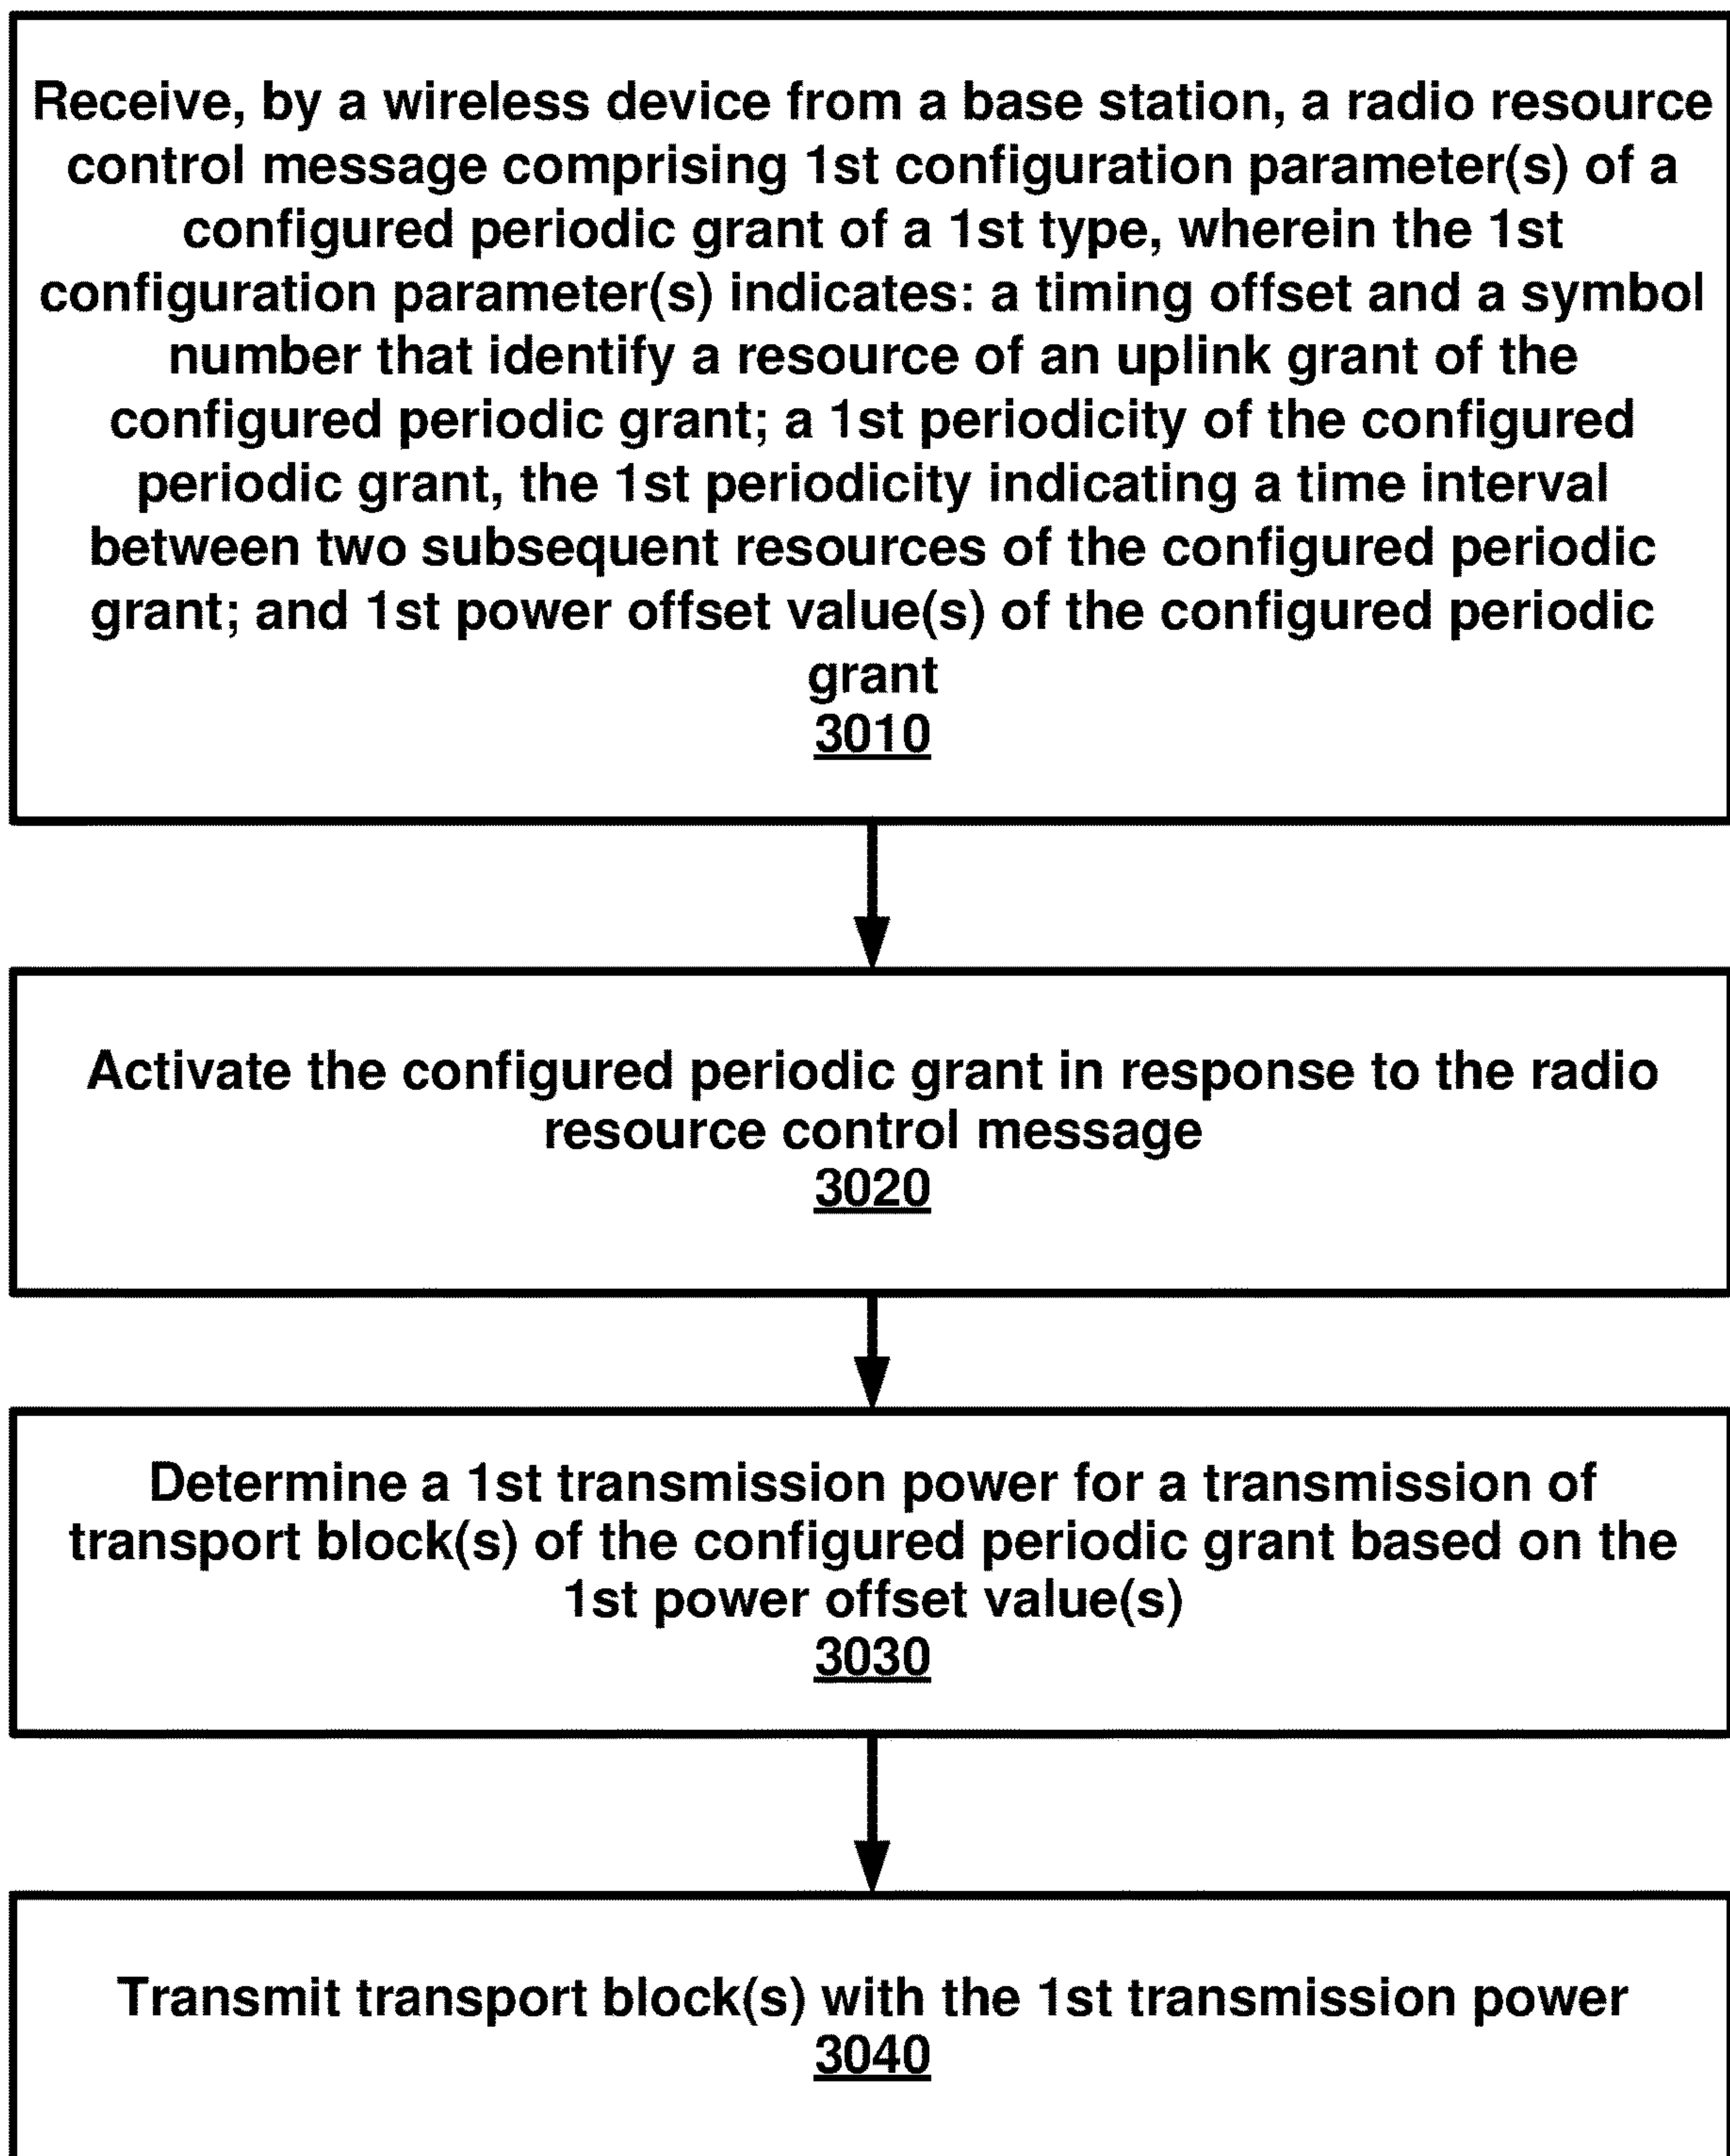 Receive, by a wireless device from a base station, a radio resource
control message comprising 1st configuration parameter(s) of a
configured periodic grant of a 1st type, wherein the 1st
configuration parameter(s) indicates: a timing offset and a symbol
number that identify a resource of an uplink grant of the
configured periodic grant; a 1st periodicity of the configured
periodic grant, the 1st periodicity indicating a time interval
between two subsequent resources of the configured periodic
grant; and 1st power offset value(s) of the configured periodic
grant
3010
Activate the configured periodic grant in response to the radio
resource control message
3020
Determine a 1st transmission power for a transmission of
transport block(s) of the configured periodic grant based on the
1st power offset value(s)
3030
Transmit transport block(s) with the 1st transmission power
3040